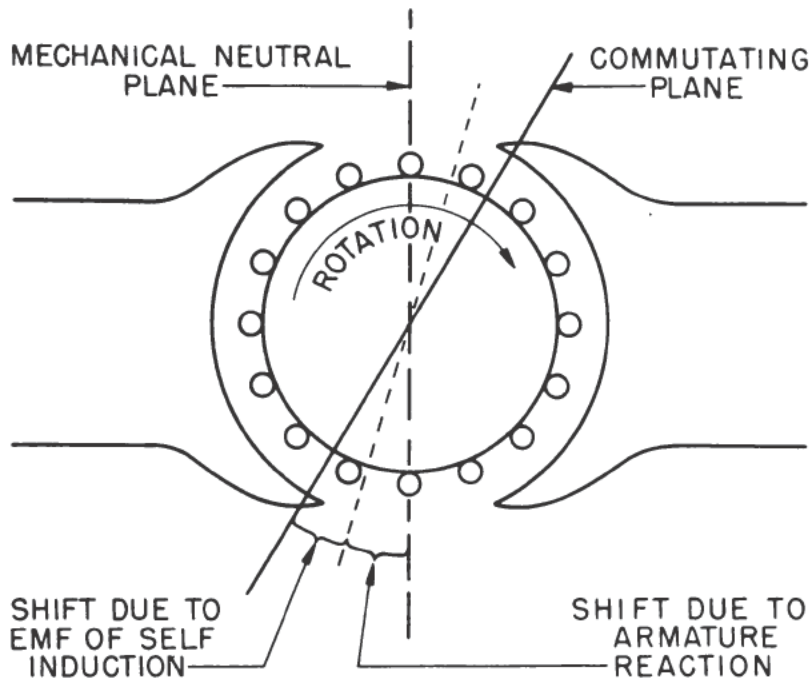 MECHANICAL NEUTRAL
PLANE
COMMUTATING
PLANE
ROTATION
SHIFT DUE TO
EMF OF SELF
INDUCTION
SHIFT DUE TO
ARMATURE
REACTION